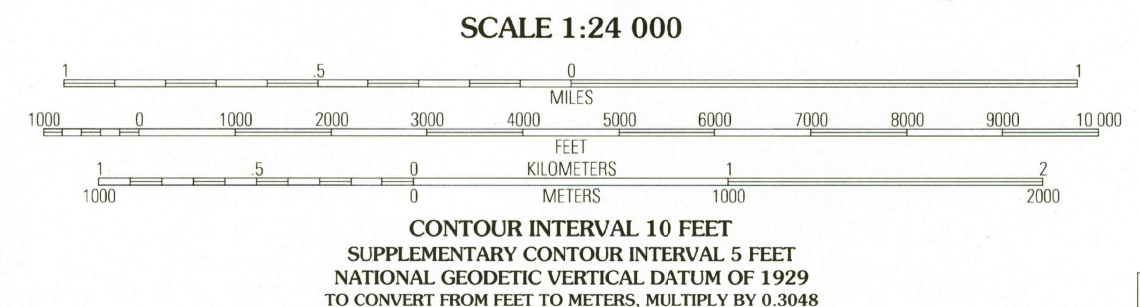 SCALE 1:24 000
1 .5 0 1
MILES
1000 0 1000 2000 3000 4000 5000 6000 7000 8000 9000 10 000
FEET
1 .5 0 KILOMETERS 1 2
1000 0 METERS 1000 2000
CONTOUR INTERVAL 10 FEET
SUPPLEMENTARY CONTOUR INTERVAL 5 FEET
NATIONAL GEODETIC VERTICAL DATUM OF 1929
TO CONVERT FROM FEET TO METERS, MULTIPLY BY 0.3048